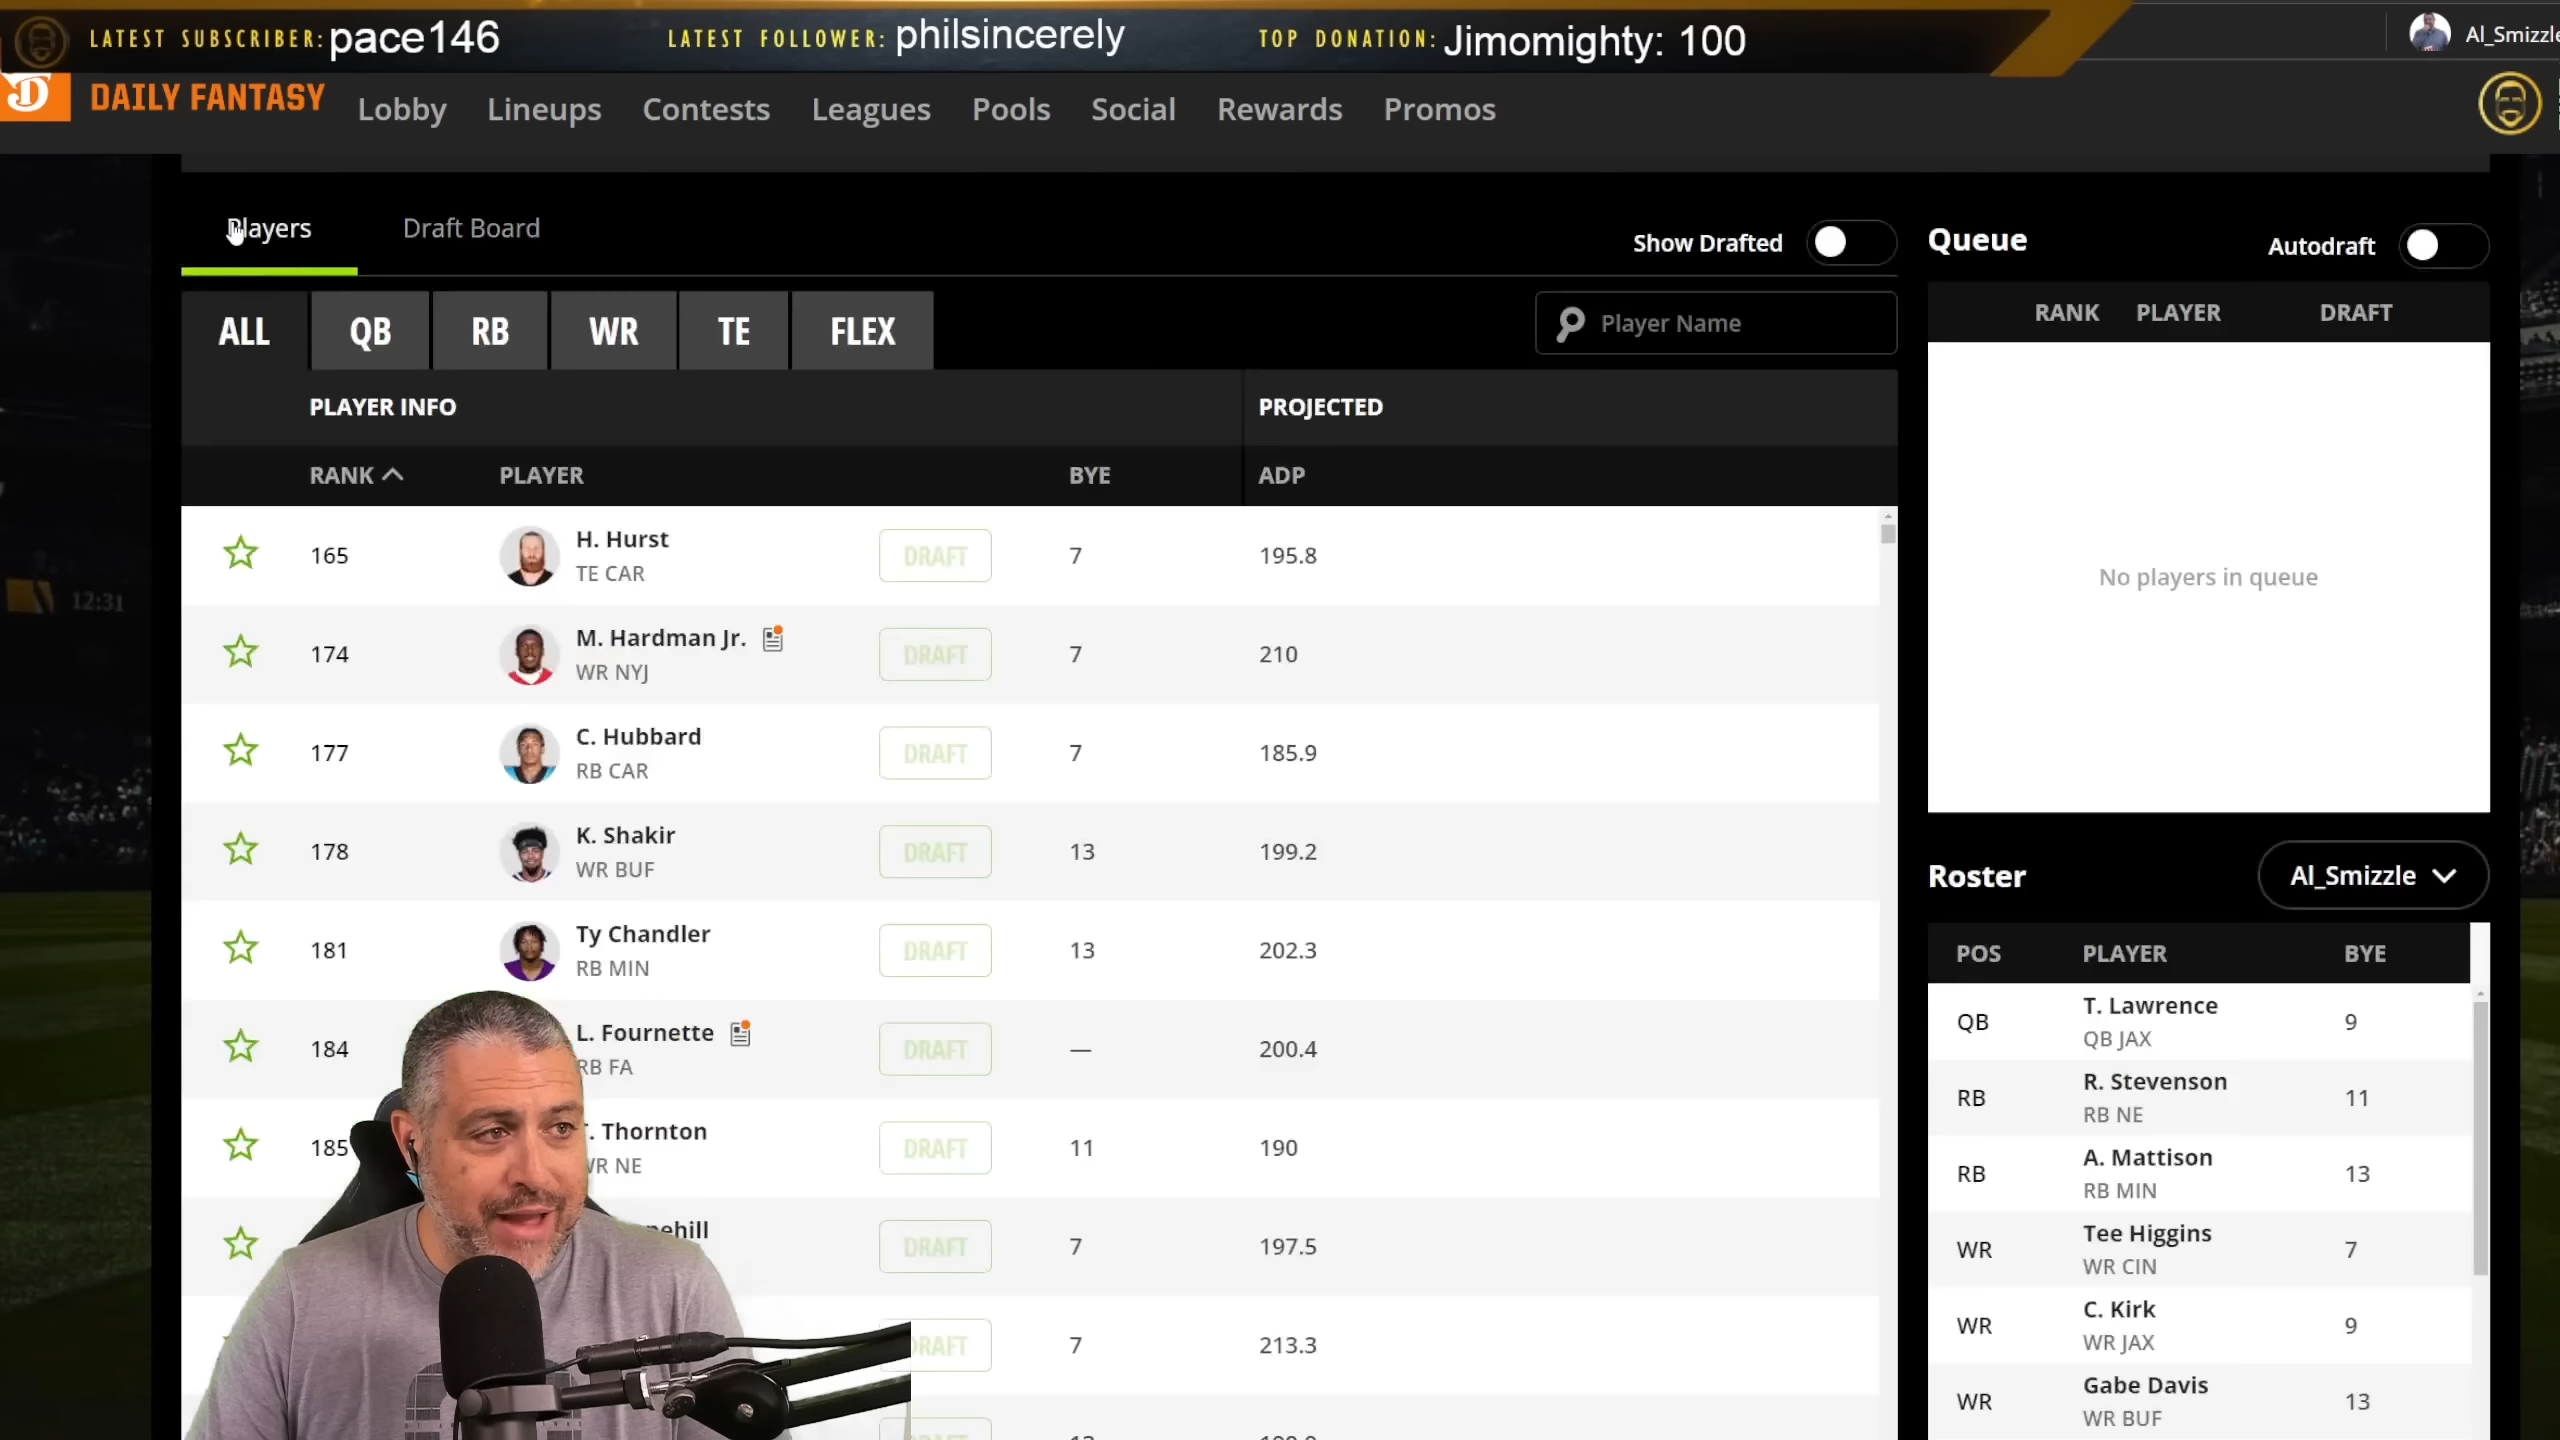 LATEST SUBSCRIBER: pace146
LATEST FOLLOWER: philsincerely
TOP DONATION: Jimomighty: 100
DAILY FANTASY
Lobby
Lineups
Contests
Leagues
Pools
Social
Rewards
Promos
Players
Draft Board
Show Drafted
Queue
Autodraft
ALL
QB
RB
WR
TE
FLEX
Player Name
RANK PLAYER DRAFT
PLAYER INFO
PROJECTED
RANK PLAYER BYE ADP
165 H. Hurst DRAFT 7 195.8
TE CAR
174 M. Hardman Jr. DRAFT 7 210
WR NYJ
177 C. Hubbard DRAFT 7 185.9
RB CAR
178 K. Shakir DRAFT 13 199.2
WR BUF
181 Ty Chandler DRAFT 13 202.3
RB MIN
184 L. Fournette DRAFT — 200.4
RB FA
185 Thornton DRAFT 11 190
WR NE
DRAFT 7 197.5
DRAFT 7 213.3
No players in queue
Roster
Al_Smizzle
POS PLAYER BYE
QB T. Lawrence 9
QB JAX
RB R. Stevenson 11
RB NE
RB A. Mattison 13
RB MIN
WR Tee Higgins 7
WR CIN
WR C. Kirk 9
WR JAX
WR Gabe Davis 13
WR BUF
12:31